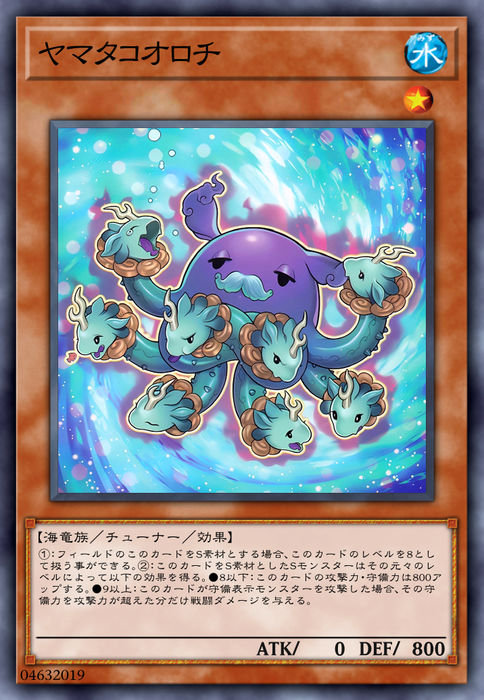 ヤマタコオロチ
みず
水
【海竜族／チューナー／効果】
①：フィールドのこのカードをS素材とする場合、このカードのレベルを8とし
て扱う事ができる。②：このカードをS素材としたSモンスターはその元々のレ
ベルによって以下の効果を得る。●8以下：このカードの攻撃力・守備力は800ア
ップする。●9以上：このカードが守備表示モンスターを攻撃した場合、その守
備力を攻撃力が超えた分だけ戦闘ダメージを与える。
ATK/ 0 DEF/ 800
04632019